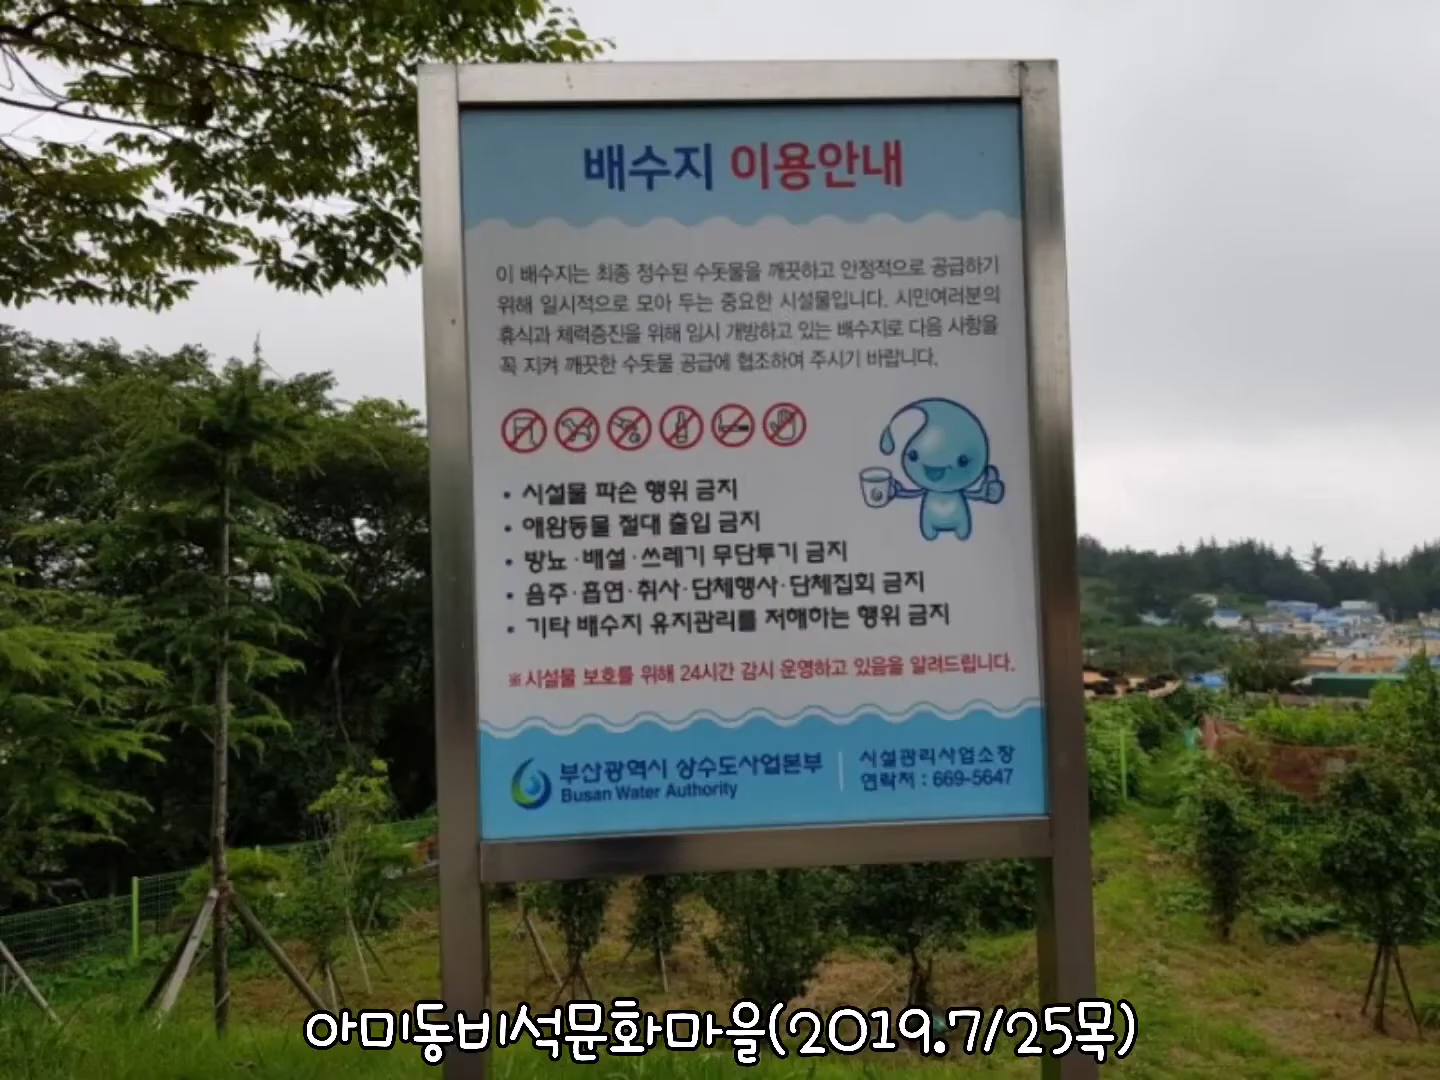 배수지 이용안내
이 배수지는 최종 정수된 수돗물을 깨끗하고 안정적으로 공급하기
위해 일시적으로 모아 두는 중요한 시설물입니다. 시민여러분의
휴식과 체력증진을 위해 임시 개방하고 있는 배수지로 다음 사항을
꼭 지켜 깨끗한 수돗물 공급에 협조하여 주시기 바랍니다.
• 시설물 파손 행위 금지
• 애완동물 절대 출입 금지
• 방뇨·배설·쓰레기 무단투기 금지
• 음주·흡연·취사·단체행사·단체집회 금지
• 기타 배수지 유지관리를 저해하는 행위 금지
※시설물 보호를 위해 24시간 감시 운영하고 있음을 알려드립니다.
부산광역시 상수도사업본부
Busan Water Authority
시설관리사업소장
연락처 : 669-5647
아미동비석문화마을(2019.7/25목)